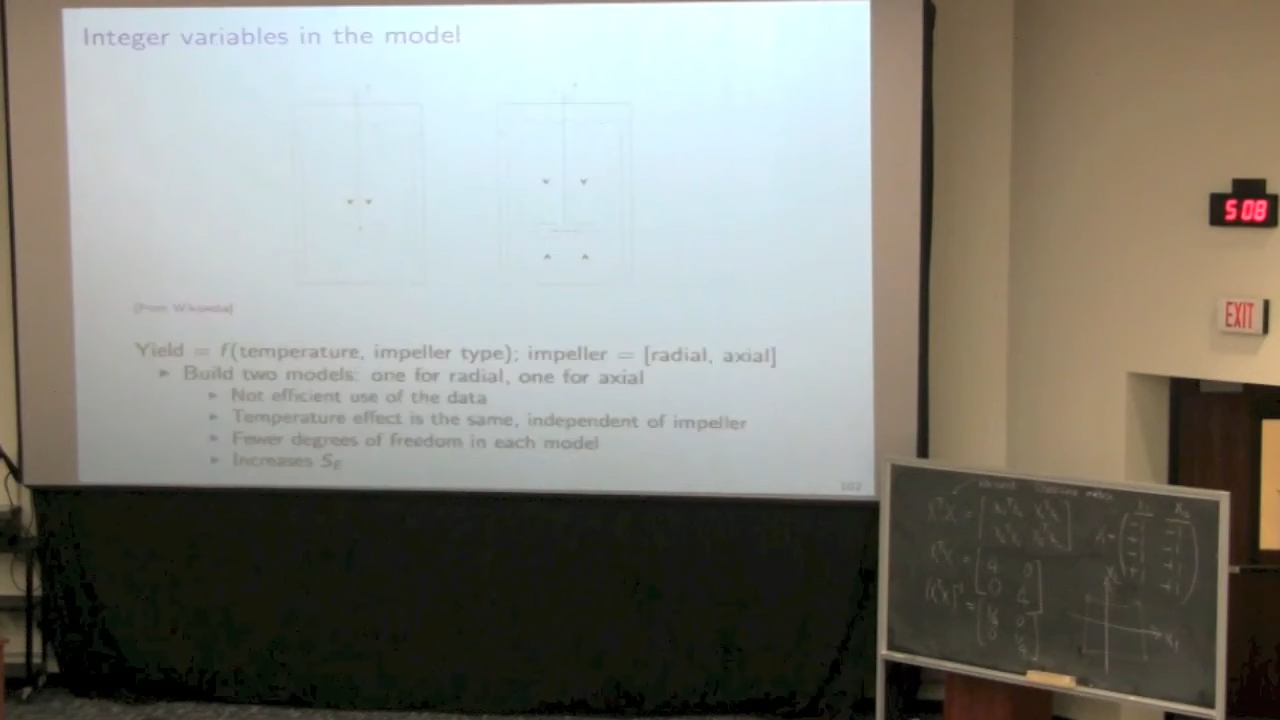 Integer variables in the model
[From Wikipedia]
Yield = f(temperature, impeller type); impeller = [radial, axial]
▸ Build two models: one for radial, one for axial
▸ Not efficient use of the data
▸ Temperature effect is the same, independent of impeller
▸ Fewer degrees of freedom in each model
▸ Increases S_E
102
5:08
EXIT